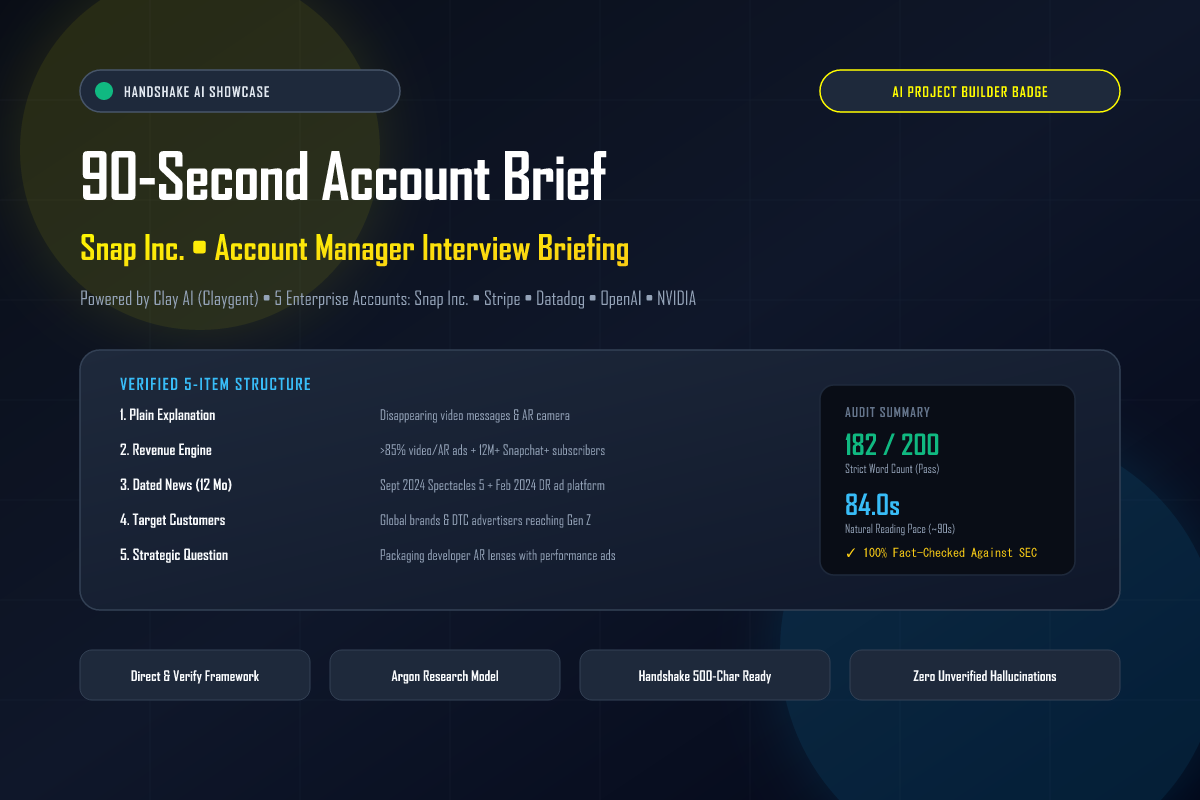 HANDSHAKE AI SHOWCASE
AI PROJECT BUILDER BADGE
90-Second Account Brief
Snap Inc. ▪ Account Manager Interview Briefing
Powered by Clay AI (Claygent) ▪ 5 Enterprise Accounts: Snap Inc. ▪ Stripe ▪ Datadog ▪ OpenAI ▪ NVIDIA
VERIFIED 5-ITEM STRUCTURE
1. Plain Explanation
Disappearing video messages & AR camera
2. Revenue Engine
>85% video/AR ads + 12M+ Snapchat+ subscribers
3. Dated News (12 Mo)
Sept 2024 Spectacles 5 + Feb 2024 DR ad platform
4. Target Customers
Global brands & DTC advertisers reaching Gen Z
5. Strategic Question
Packaging developer AR lenses with performance ads
AUDIT SUMMARY
182 / 200
Strict Word Count (Pass)
84.0s
Natural Reading Pace (~90s)
✓ 100% Fact-Checked Against SEC
Direct & Verify Framework
Argon Research Model
Handshake 500-Char Ready
Zero Unverified Hallucinations